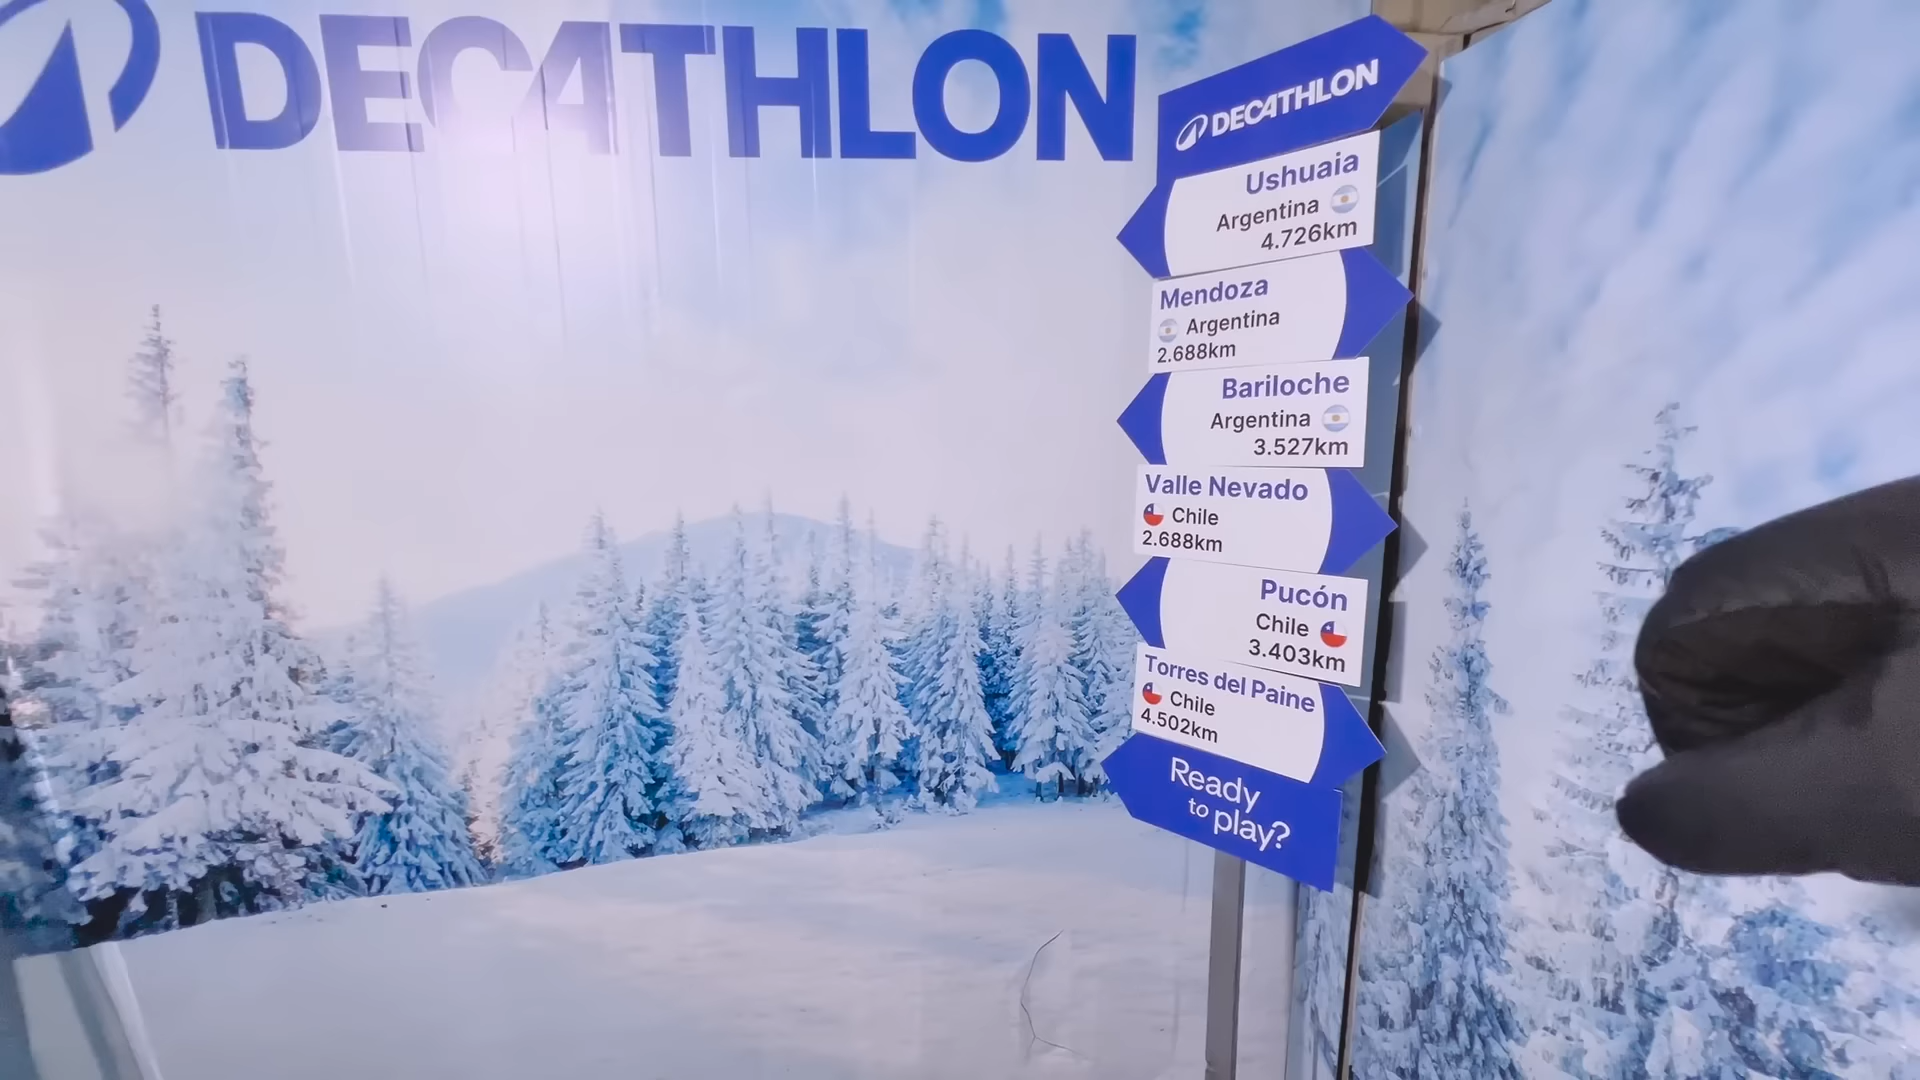 DECATHLON
DECATHLON
Ushuaia
Argentina
4.726km
Mendoza
Argentina
2.688km
Bariloche
Argentina
3.527km
Valle Nevado
Chile
2.688km
Pucón
Chile
3.403km
Torres del Paine
Chile
4.502km
Ready
to play?